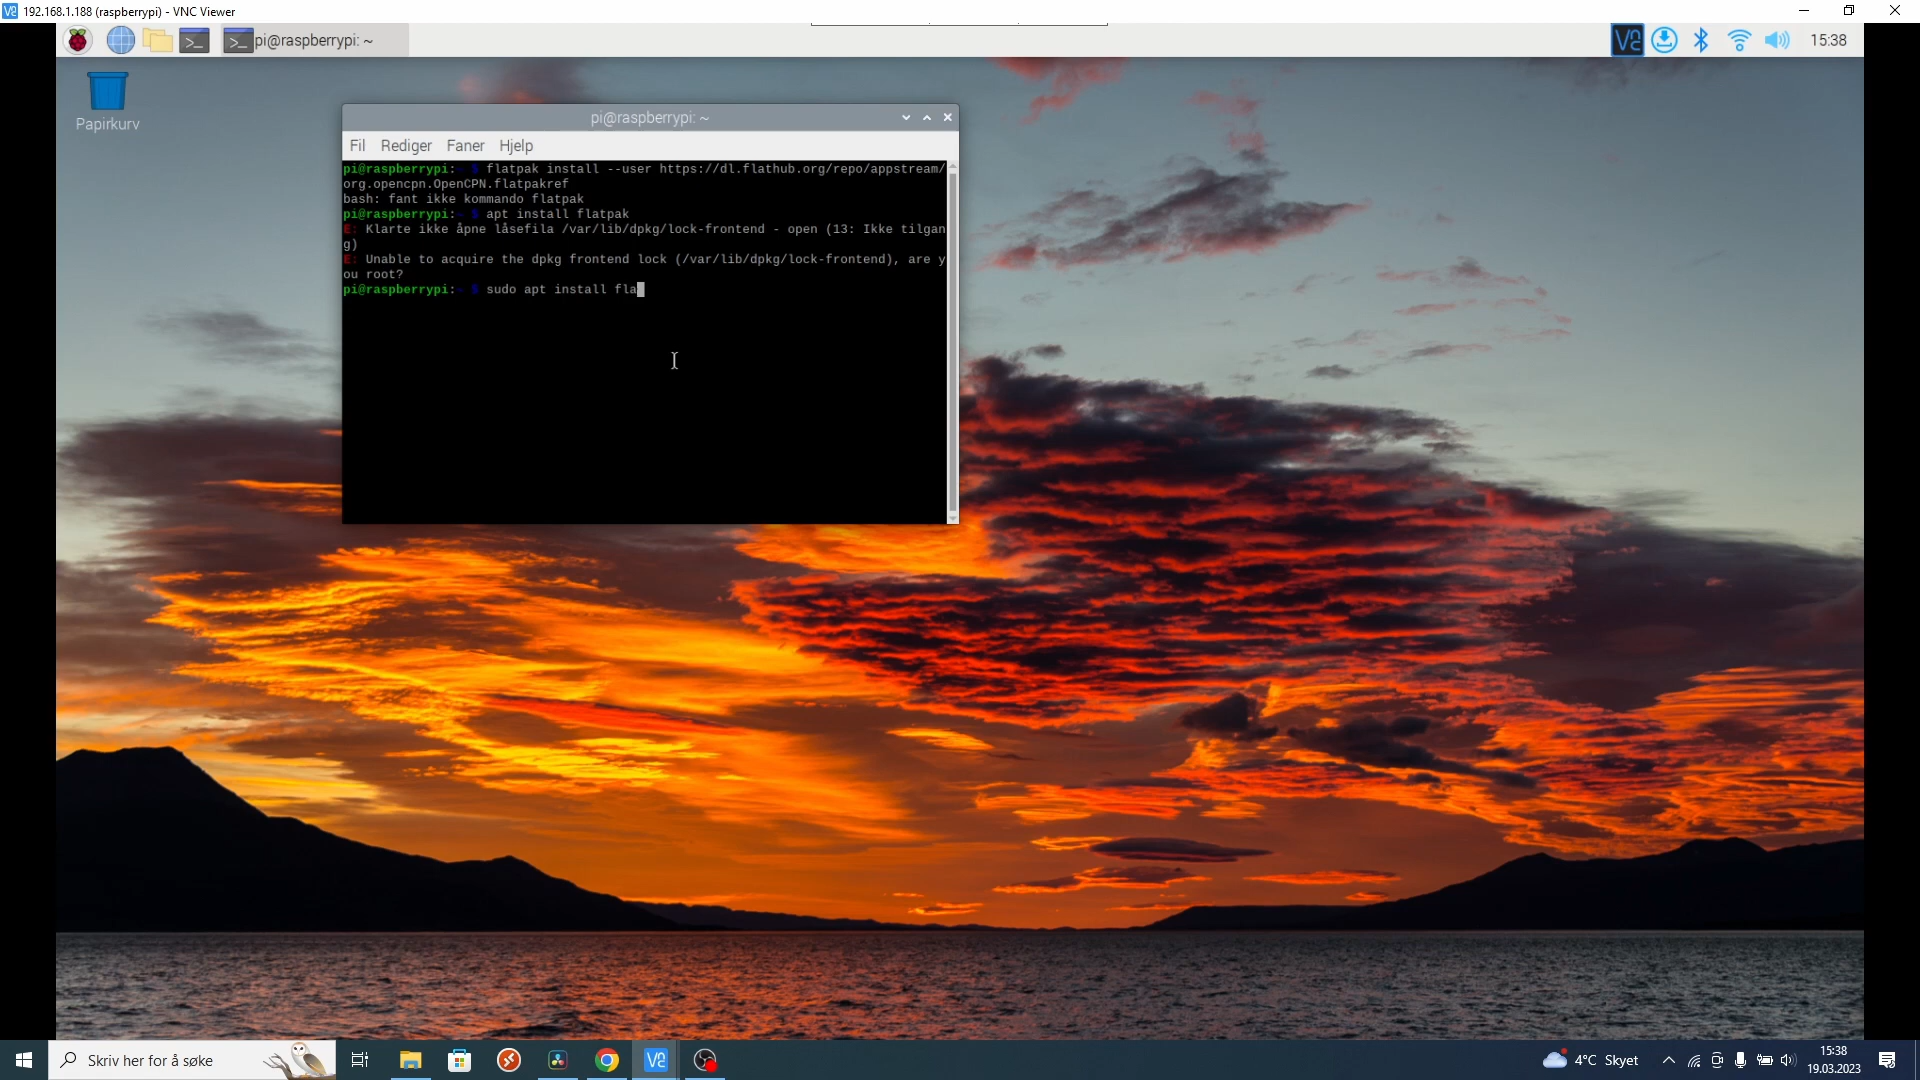 192.168.1.188 (raspberrypi) - VNC Viewer
pi@raspberrypi: ~
15:38
Papirkurv
pi@raspberrypi: ~
Fil Rediger Faner Hjelp
pi@raspberrypi:~ $ flatpak install --user https://dl.flathub.org/repo/appstream/
org.opencpn.OpenCPN.flatpakref
bash: fant ikke kommando flatpak
pi@raspberrypi:~ $ apt install flatpak
E: Klarte ikke åpne låsefila /var/lib/dpkg/lock-frontend - open (13: Ikke tilgan
g)
E: Unable to acquire the dpkg frontend lock (/var/lib/dpkg/lock-frontend), are y
ou root?
pi@raspberrypi:~ $ sudo apt install fla
Skriv her for å søke
4°C Skyet
15:38
19.03.2023